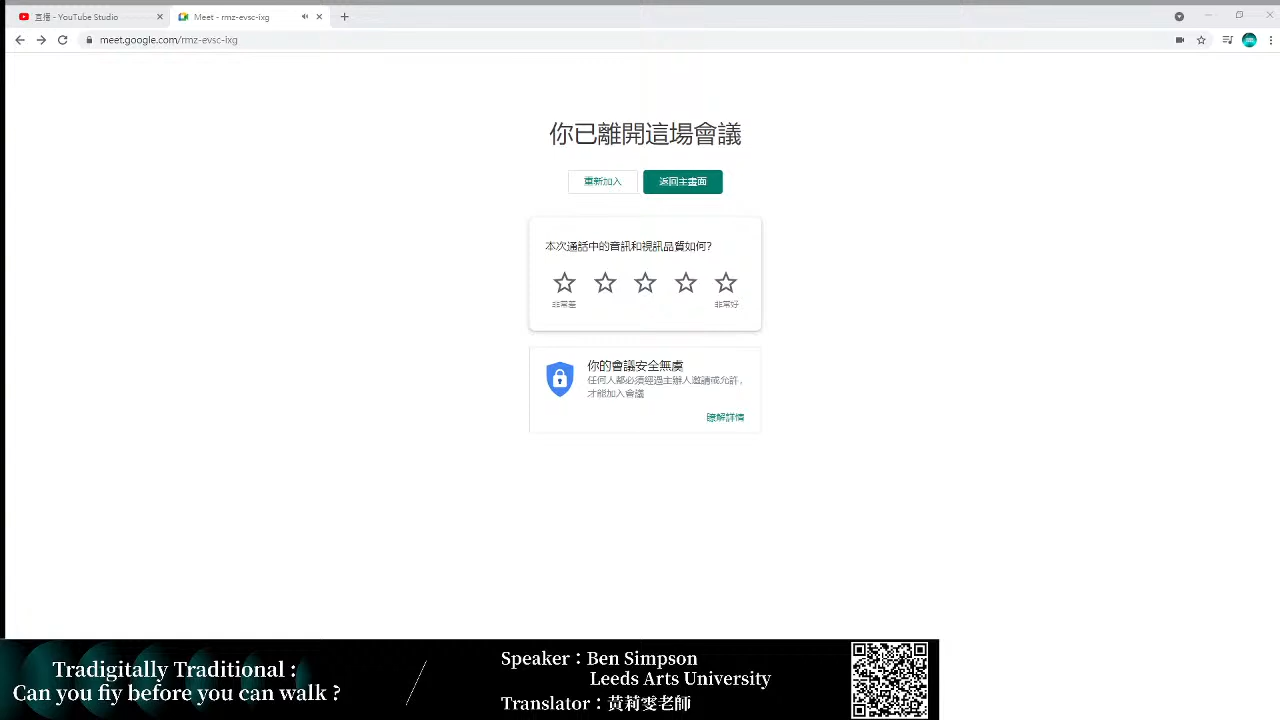 直播 - YouTube Studio
Meet - rmz-evsc-ixg
meet.google.com/rmz-evsc-ixg
你已離開這場會議
重新加入 返回主畫面
本次通話中的音訊和視訊品質如何?
非常差 非常好
你的會議安全無虞
任何人都必須經過主辦人邀請或允許，
才能加入會議
瞭解詳情
Tradigitally Traditional :
Can you fiy before you can walk ?
Speaker：Ben Simpson
Leeds Arts University
Translator：黃莉雯老師